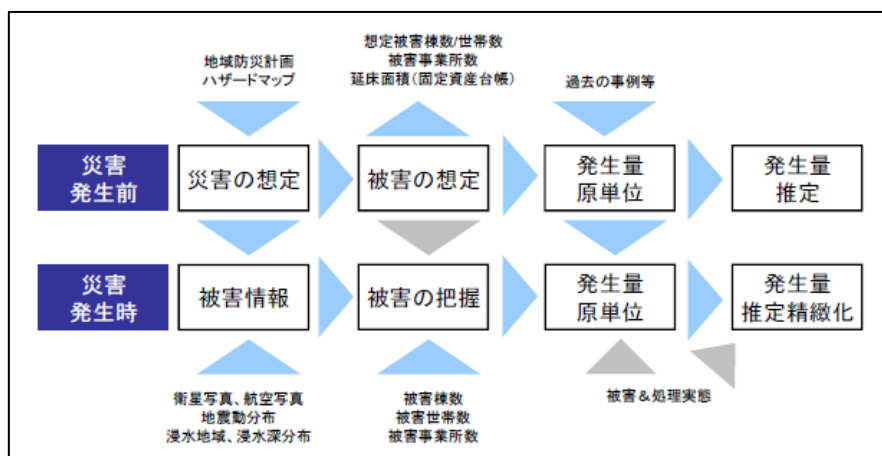 地域防災計画
ハザードマップ
想定被害棟数/世帯数
被害事業所数
延床面積(固定資産台帳)
過去の事例等
災害
発生前
災害の想定
被害の想定
発生量
原単位
発生量
推定
災害
発生時
被害情報
被害の把握
発生量
原単位
発生量
推定精緻化
衛星写真、航空写真
地震動分布
浸水地域、浸水深分布
被害棟数
被害世帯数
被害事業所数
被害&処理実態